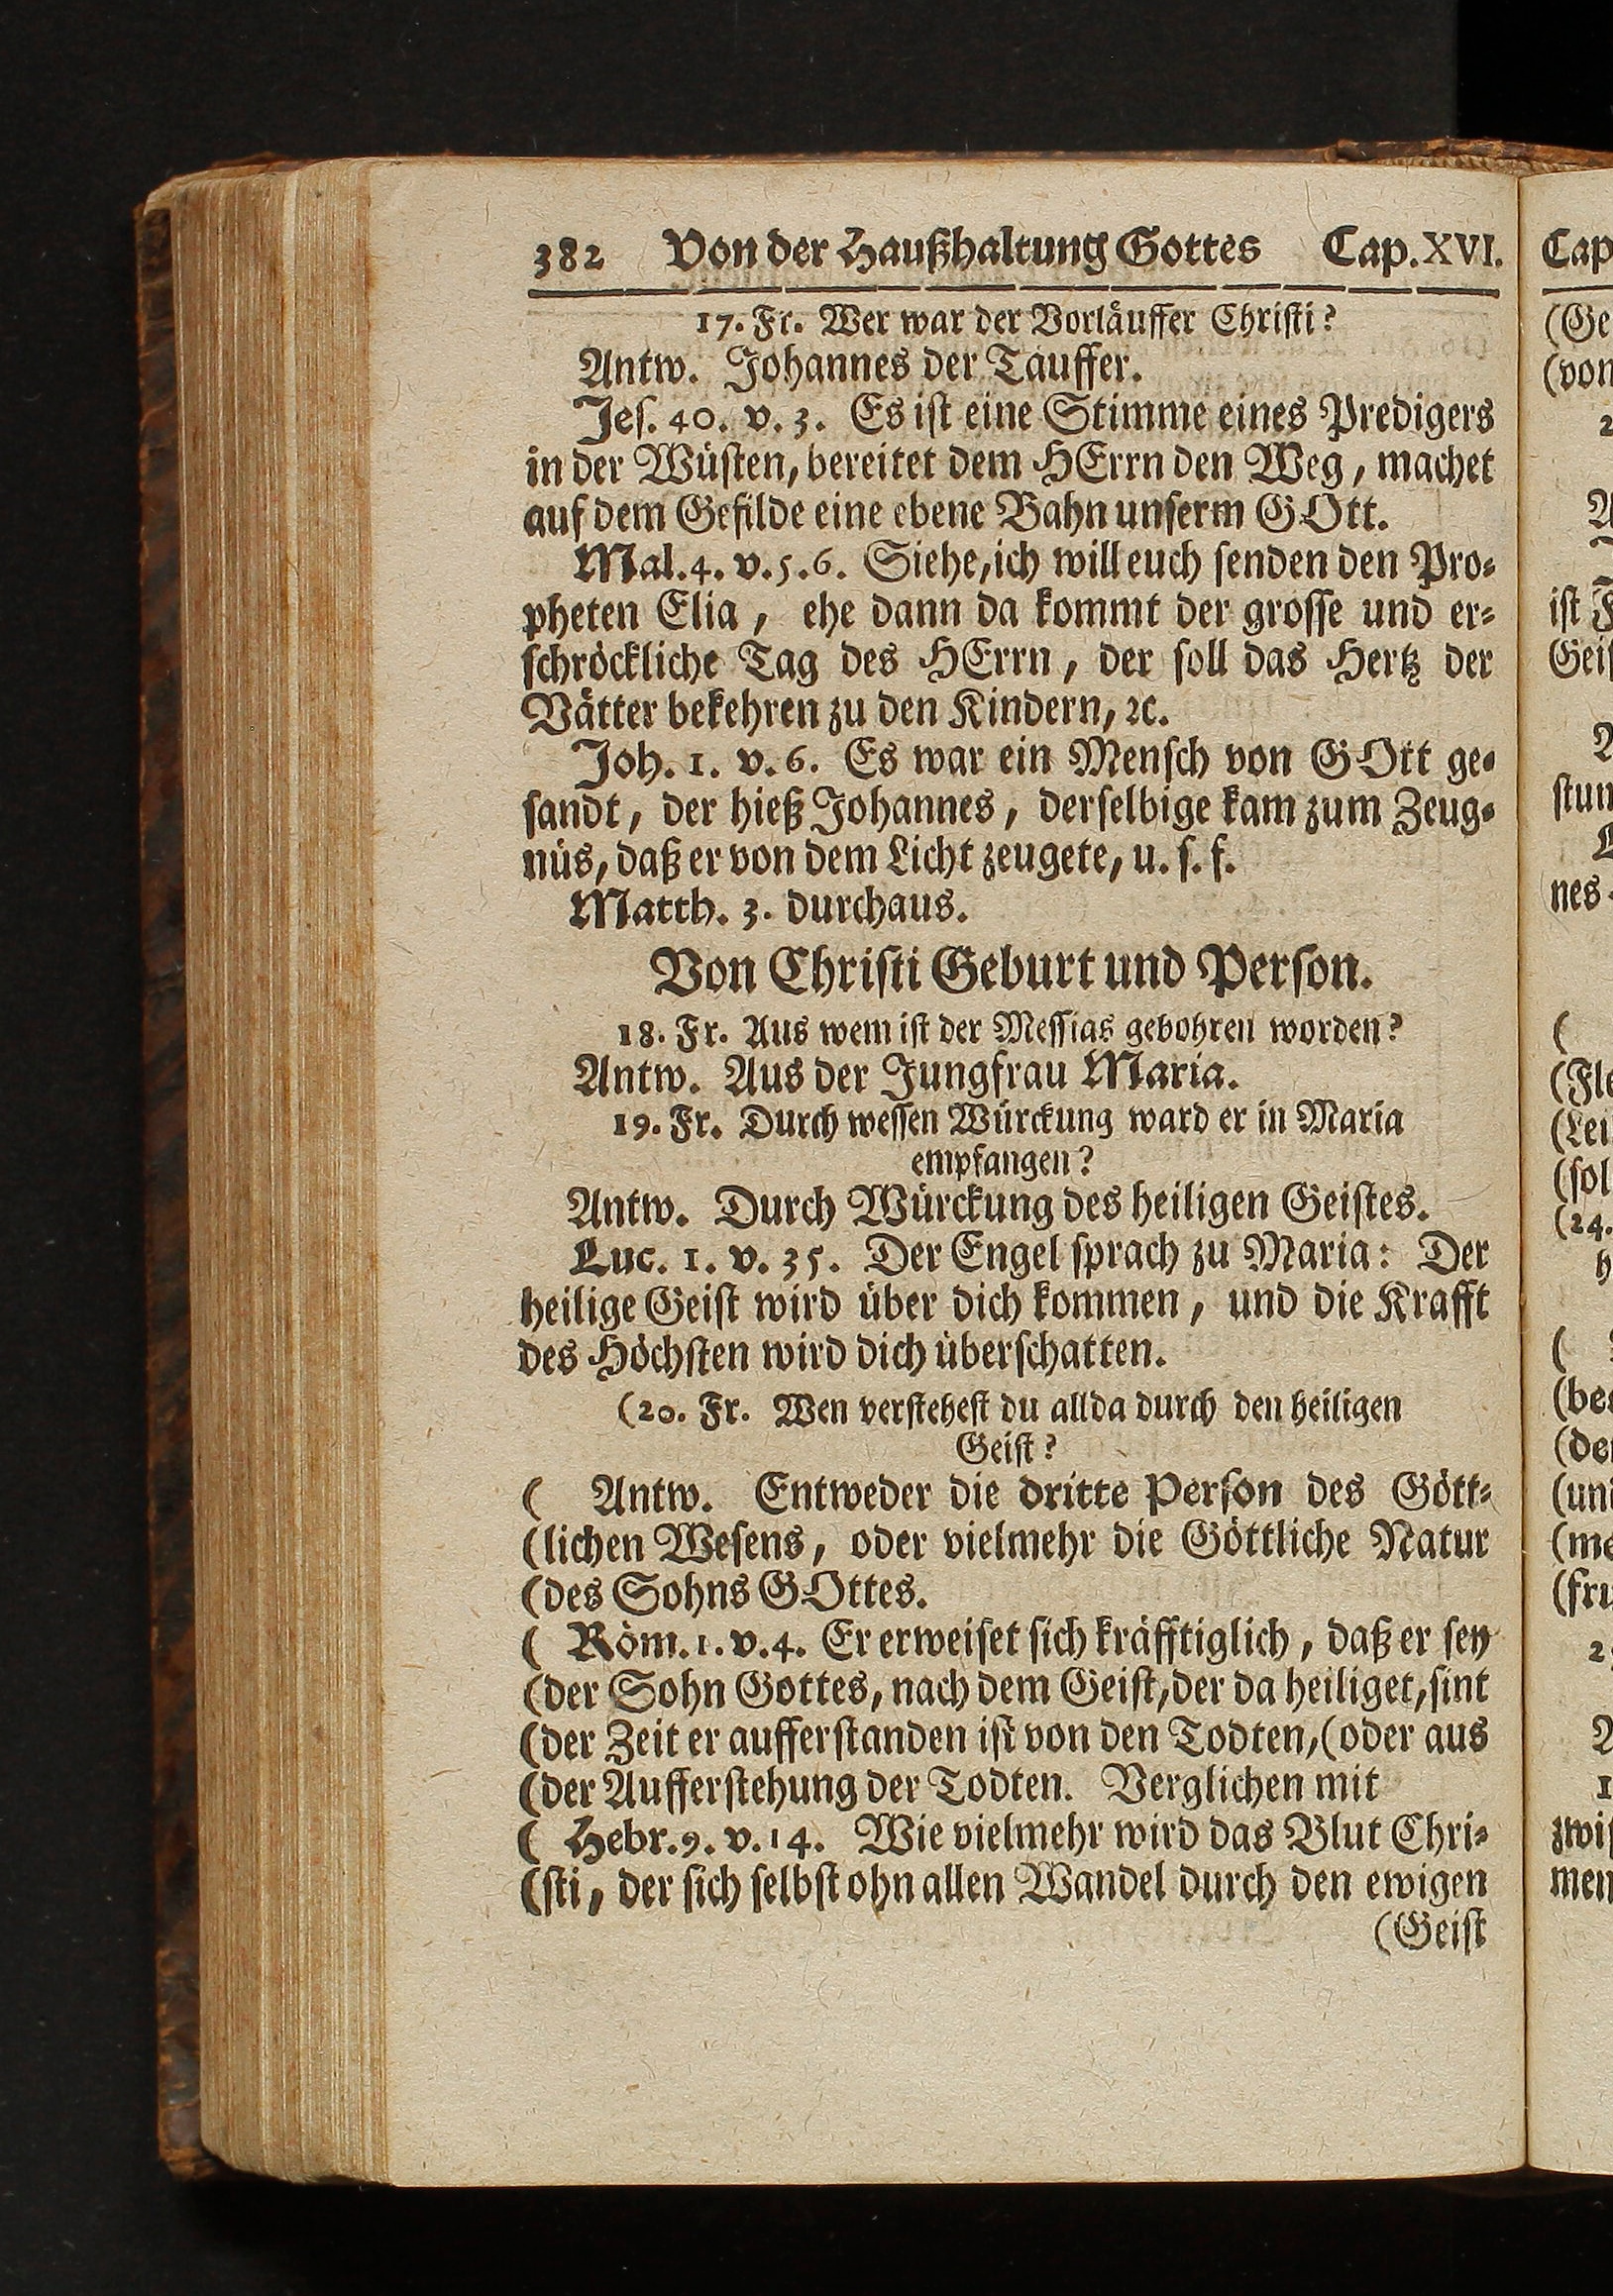 382 Von der Haußhaltung Gottes Cap. XVI.
17. Fr. Wer war der Vorläuffer Christi?
Antw. Johannes der Tauffer.
Jes. 40. v. 3. Es ist eine Stimme eines Predigers
in der Wüsten, bereitet dem HErrn den Weg, machet
auf dem Gefilde eine ebene Bahn unserm GOtt.
Mal. 4. v. 5. 6. Siehe, ich will euch senden den Pro-
pheten Elia, ehe dann da kommt der grosse und er-
schröckliche Tag des HErrn, der soll das Hertz der
Vätter bekehren zu den Kindern, ꝛc.
Joh. 1. v. 6. Es war ein Mensch von GOtt ge-
sandt, der hieß Johannes, derselbige kam zum Zeug-
nüs, daß er von dem Licht zeugete, u. s. f.
Matth. 3. durchaus.
Von Christi Geburt und Person.
18. Fr. Aus wem ist der Messias gebohren worden?
Antw. Aus der Jungfrau Maria.
19. Fr. Durch wessen Würckung ward er in Maria
empfangen?
Antw. Durch Würckung des heiligen Geistes.
Luc. 1. v. 35. Der Engel sprach zu Maria: Der
heilige Geist wird über dich kommen, und die Krafft
des Höchsten wird dich überschatten.
(20. Fr. Wen verstehest du allda durch den heiligen
Geist?
( Antw. Entweder die dritte Person des Gött-
(lichen Wesens, oder vielmehr die Göttliche Natur
(des Sohns GOttes.
( Röm. 1. v. 4. Er erweiset sich kräfftiglich, daß er sey
(der Sohn Gottes, nach dem Geist, der da heiliget, sint
(der Zeit er aufferstanden ist von den Todten, (oder aus
(der Aufferstehung der Todten. Verglichen mit
( Hebr. 9. v. 14. Wie vielmehr wird das Blut Chri-
(sti, der sich selbst ohn allen Wandel durch den ewigen
(Geist